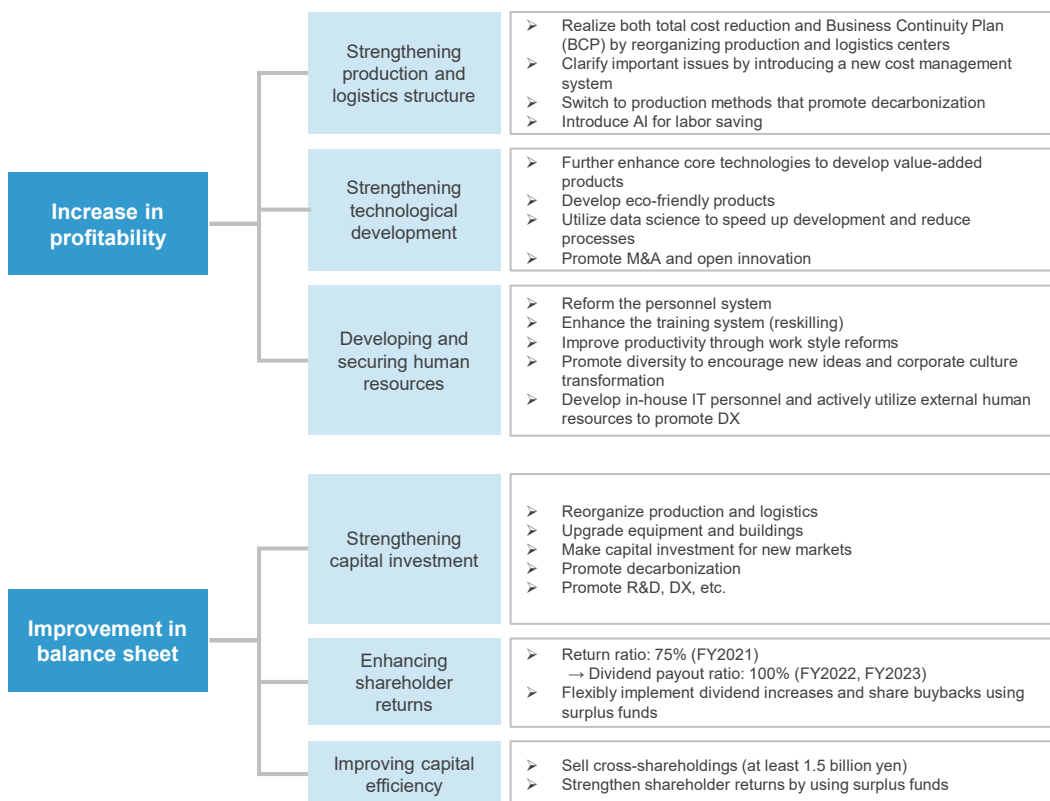 Increase in
profitability
Strengthening
production and
logistics structure
➢ Realize both total cost reduction and Business Continuity Plan
(BCP) by reorganizing production and logistics centers
➢ Clarify important issues by introducing a new cost management
system
➢ Switch to production methods that promote decarbonization
➢ Introduce AI for labor saving
Strengthening
technological
development
➢ Further enhance core technologies to develop value-added
products
➢ Develop eco-friendly products
➢ Utilize data science to speed up development and reduce
processes
➢ Promote M&A and open innovation
Developing and
securing human
resources
➢ Reform the personnel system
➢ Enhance the training system (reskilling)
➢ Improve productivity through work style reforms
➢ Promote diversity to encourage new ideas and corporate culture
transformation
➢ Develop in-house IT personnel and actively utilize external human
resources to promote DX
Improvement in
balance sheet
Strengthening
capital investment
➢ Reorganize production and logistics
➢ Upgrade equipment and buildings
➢ Make capital investment for new markets
➢ Promote decarbonization
➢ Promote R&D, DX, etc.
Enhancing
shareholder
returns
➢ Return ratio: 75% (FY2021)
→ Dividend payout ratio: 100% (FY2022, FY2023)
➢ Flexibly implement dividend increases and share buybacks using
surplus funds
Improving capital
efficiency
➢ Sell cross-shareholdings (at least 1.5 billion yen)
➢ Strengthen shareholder returns by using surplus funds